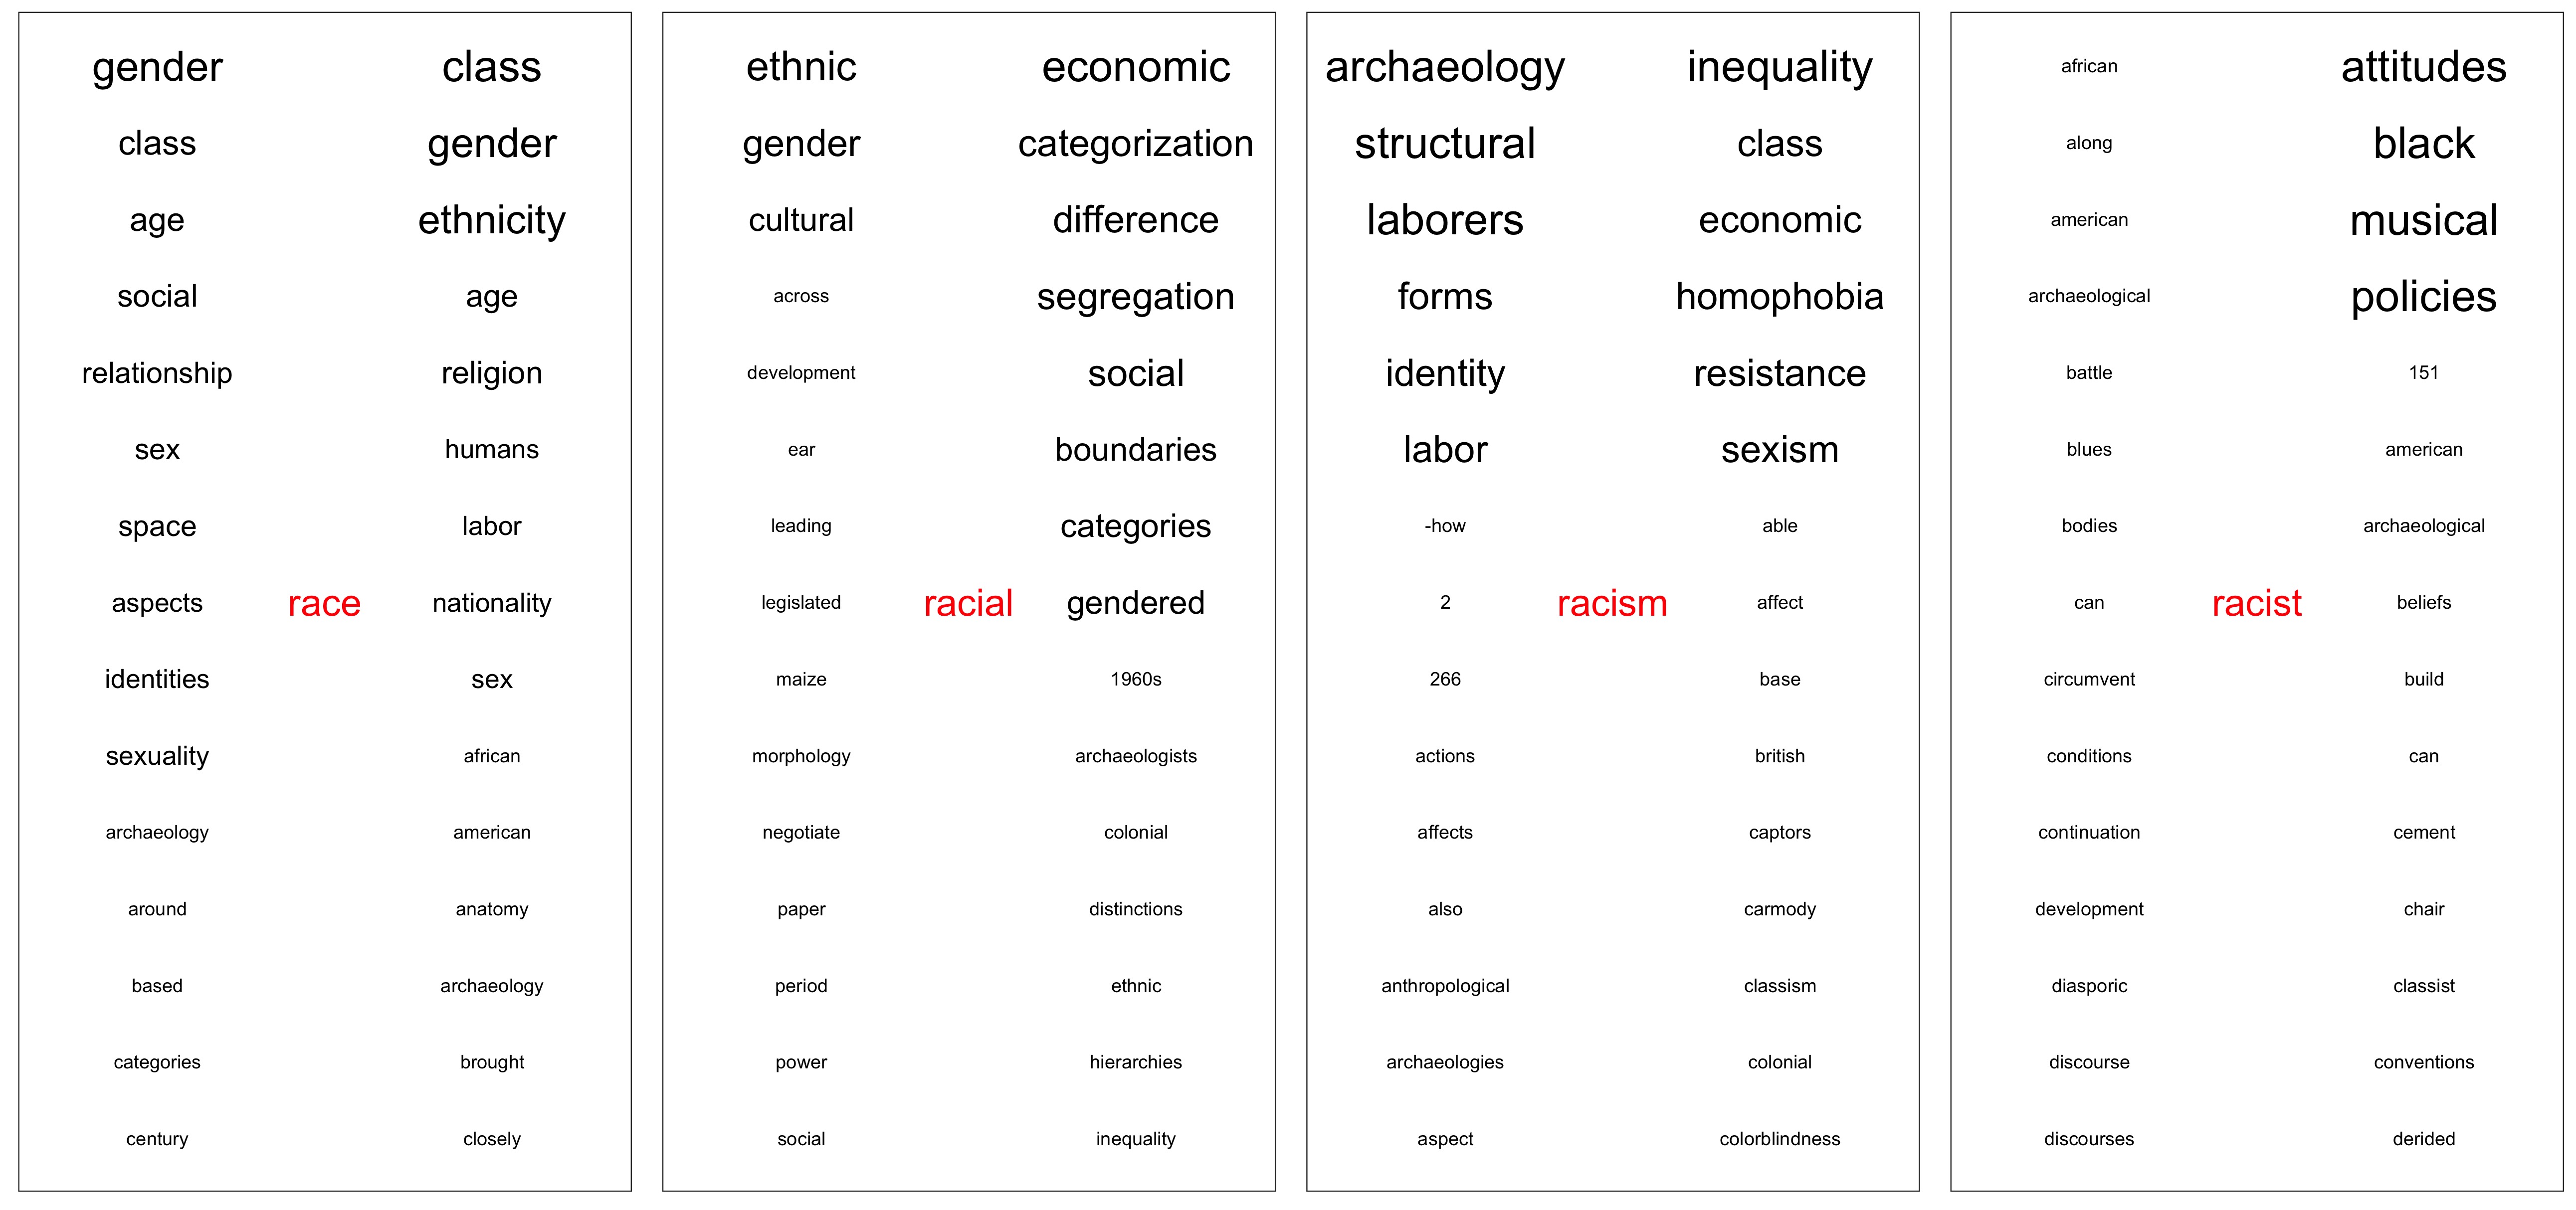 gender class
class gender
age ethnicity
social age
relationship religion
sex humans
space labor
aspects race nationality
identities sex
sexuality african
archaeology american
around anatomy
based archaeology
categories brought
century closely
ethnic economic
gender categorization
cultural difference
across segregation
development social
ear boundaries
leading categories
legislated racial gendered
maize 1960s
morphology archaeologists
negotiate colonial
paper distinctions
period ethnic
power hierarchies
social inequality
archaeology inequality
structural class
laborers economic
forms homophobia
identity resistance
labor sexism
-how able
2 racism affect
266 base
actions british
affects captors
also carmody
anthropological classism
archaeologies colonial
aspect colorblindness
african attitudes
along black
american musical
archaeological policies
battle 151
blues american
bodies archaeological
can racist beliefs
circumvent build
conditions can
continuation cement
development chair
diasporic classist
discourse conventions
discourses derided